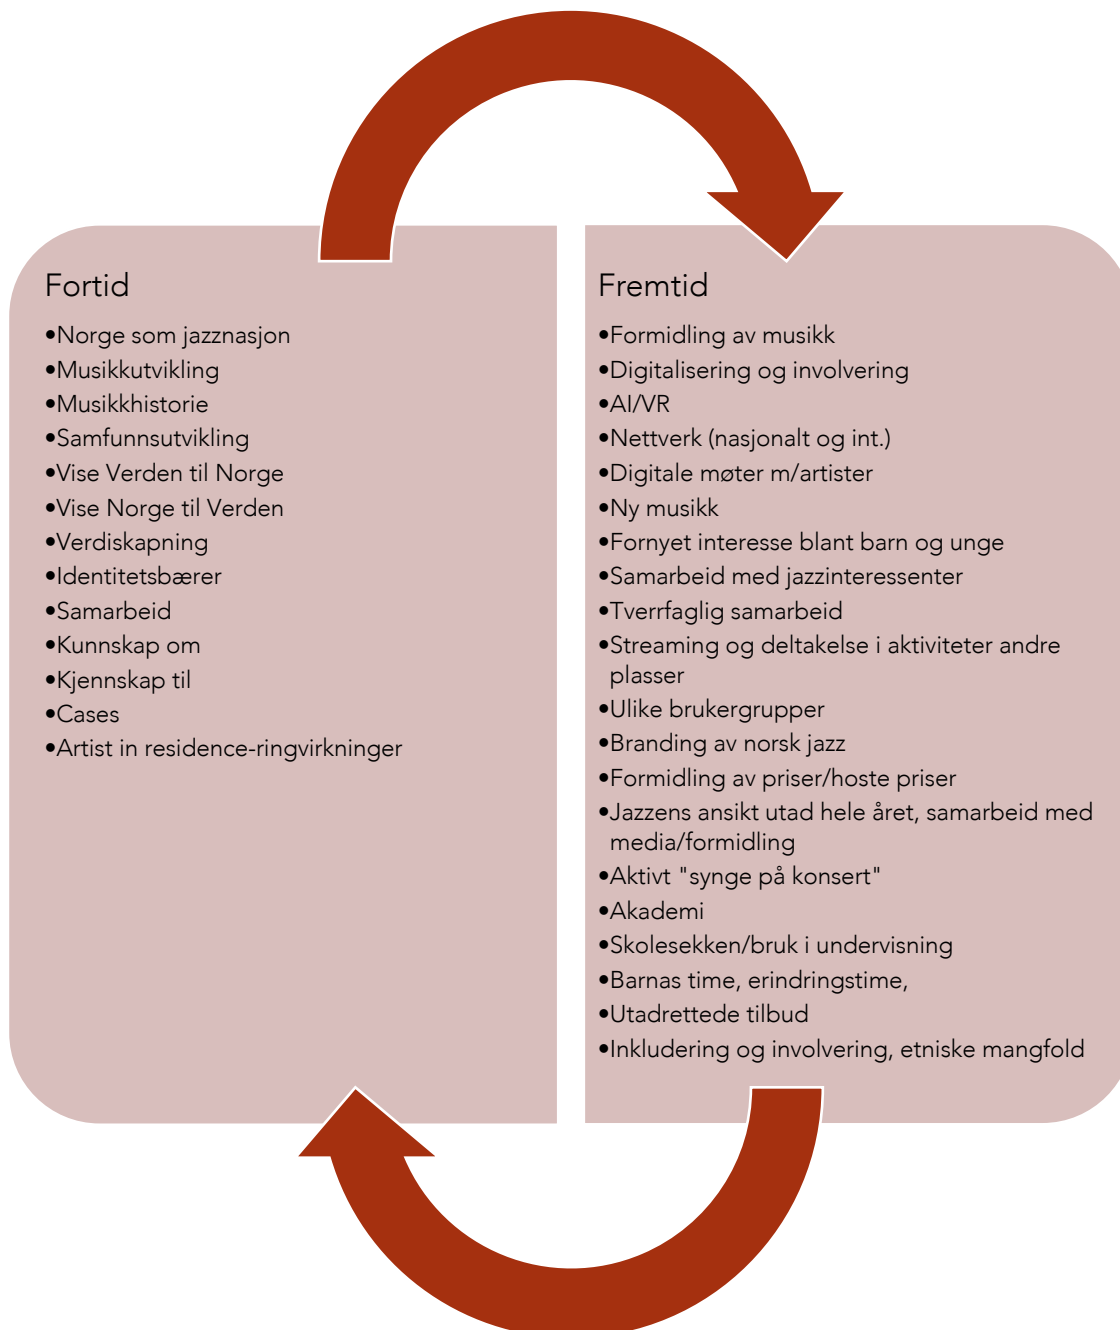 Fortid
•Norge som jazznasjon
•Musikkutvikling
•Musikkhistorie
•Samfunnsutvikling
•Vise Verden til Norge
•Vise Norge til Verden
•Verdiskapning
•Identitetsbærer
•Samarbeid
•Kunnskap om
•Kjennskap til
•Cases
•Artist in residence-ringvirkninger
Fremtid
•Formidling av musikk
•Digitalisering og involvering
•AI/VR
•Nettverk (nasjonalt og int.)
•Digitale møter m/artister
•Ny musikk
•Fornyet interesse blant barn og unge
•Samarbeid med jazzinteressenter
•Tverrfaglig samarbeid
•Streaming og deltakelse i aktiviteter andre
plasser
•Ulike brukergrupper
•Branding av norsk jazz
•Formidling av priser/hoste priser
•Jazzens ansikt utad hele året, samarbeid med
media/formidling
•Aktivt "synge på konsert"
•Akademi
•Skolesekken/bruk i undervisning
•Barnas time, erindringstime,
•Utadrettede tilbud
•Inkludering og involvering, etniske mangfold